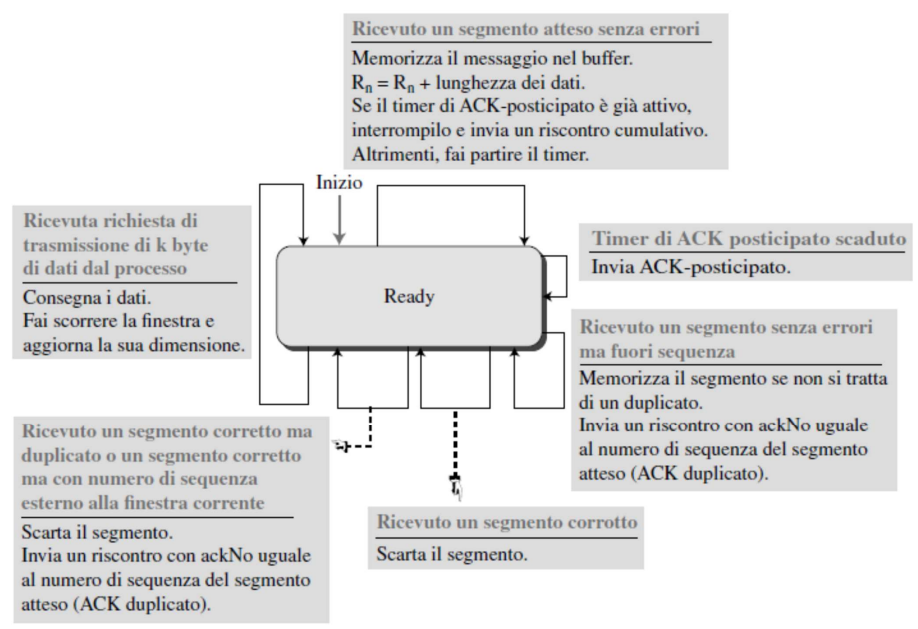 Ricevuto un segmento atteso senza errori
Memorizza il messaggio nel buffer.
Rn = Rn + lunghezza dei dati.
Se il timer di ACK-posticipato è già attivo,
interrompilo e invia un riscontro cumulativo.
Altrimenti, fai partire il timer.
Inizio
Ricevuta richiesta di
trasmissione di k byte
di dati dal processo
Consegna i dati.
Fai scorrere la finestra e
aggiorna la sua dimensione.
Ready
Timer di ACK posticipato scaduto
Invia ACK-posticipato.
Ricevuto un segmento senza errori
ma fuori sequenza
Memorizza il segmento se non si tratta
di un duplicato.
Invia un riscontro con ackNo uguale
al numero di sequenza del segmento
atteso (ACK duplicato).
Ricevuto un segmento corretto ma
duplicato o un segmento corretto
ma con numero di sequenza
esterno alla finestra corrente
Scarta il segmento.
Invia un riscontro con ackNo uguale
al numero di sequenza del segmento
atteso (ACK duplicato).
Ricevuto un segmento corrotto
Scarta il segmento.